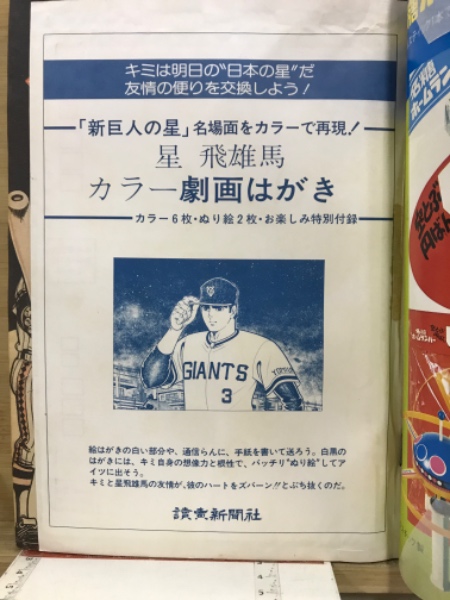 キミは明日の"日本の星"だ
友情の便りを交換しよう！
「新巨人の星」名場面をカラーで再現！
星 飛雄馬
カラー劇画はがき
カラー6枚・ぬり絵2枚・お楽しみ特別付録
GIANTS
3
絵はがきの白い部分や、通信らんに、手紙を書いて送ろう。白黒の
はがきには、キミ自身の想像力と根性で、バッチリ"ぬり絵"してア
イツに出そう。
キミと星飛雄馬の友情が、彼のハートをズバーン!!とぶち抜くのだ。
読売新聞社
ホームラン